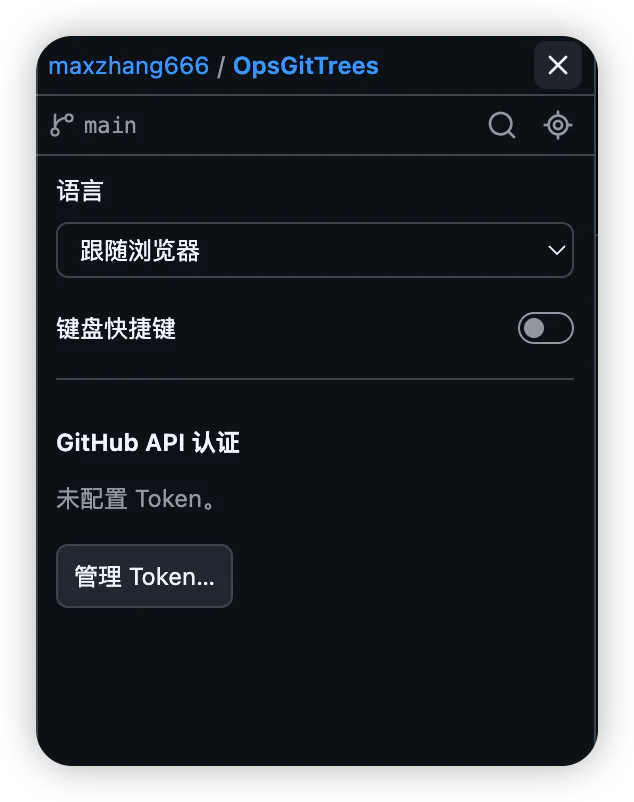 maxzhang666 / OpsGitTrees
main
语言
跟随浏览器
键盘快捷键
GitHub API 认证
未配置 Token。
管理 Token...